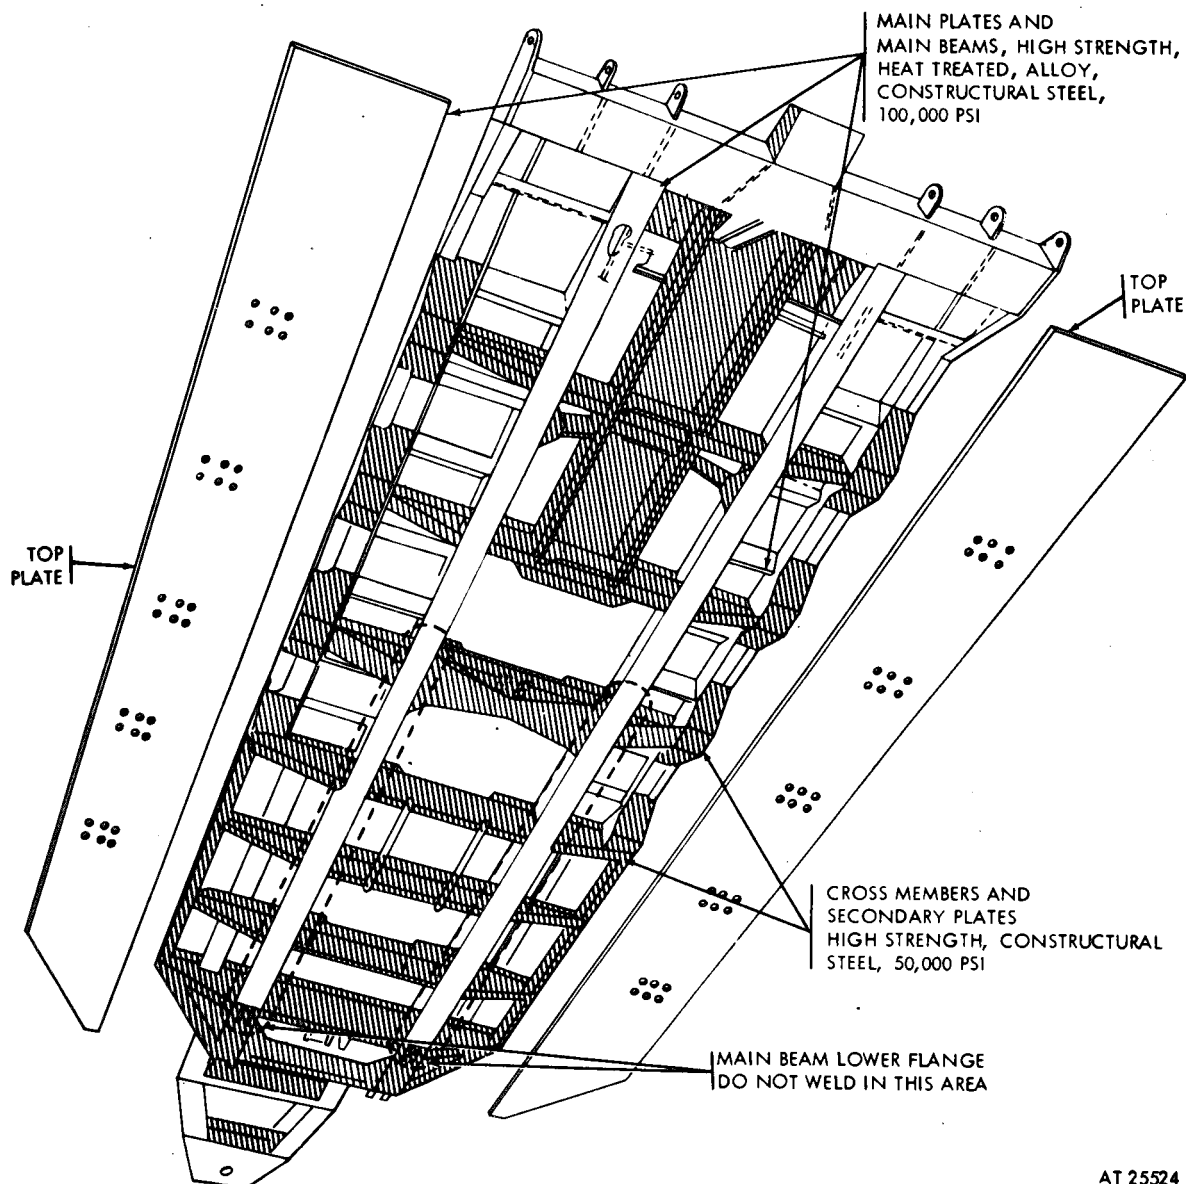 MAIN PLATES AND
MAIN BEAMS, HIGH STRENGTH,
HEAT TREATED, ALLOY,
CONSTRUCTURAL STEEL,
100,000 PSI
TOP
PLATE
TOP
PLATE
CROSS MEMBERS AND
SECONDARY PLATES
HIGH STRENGTH, CONSTRUCTURAL
STEEL, 50,000 PSI
MAIN BEAM LOWER FLANGE
DO NOT WELD IN THIS AREA
AT 25524